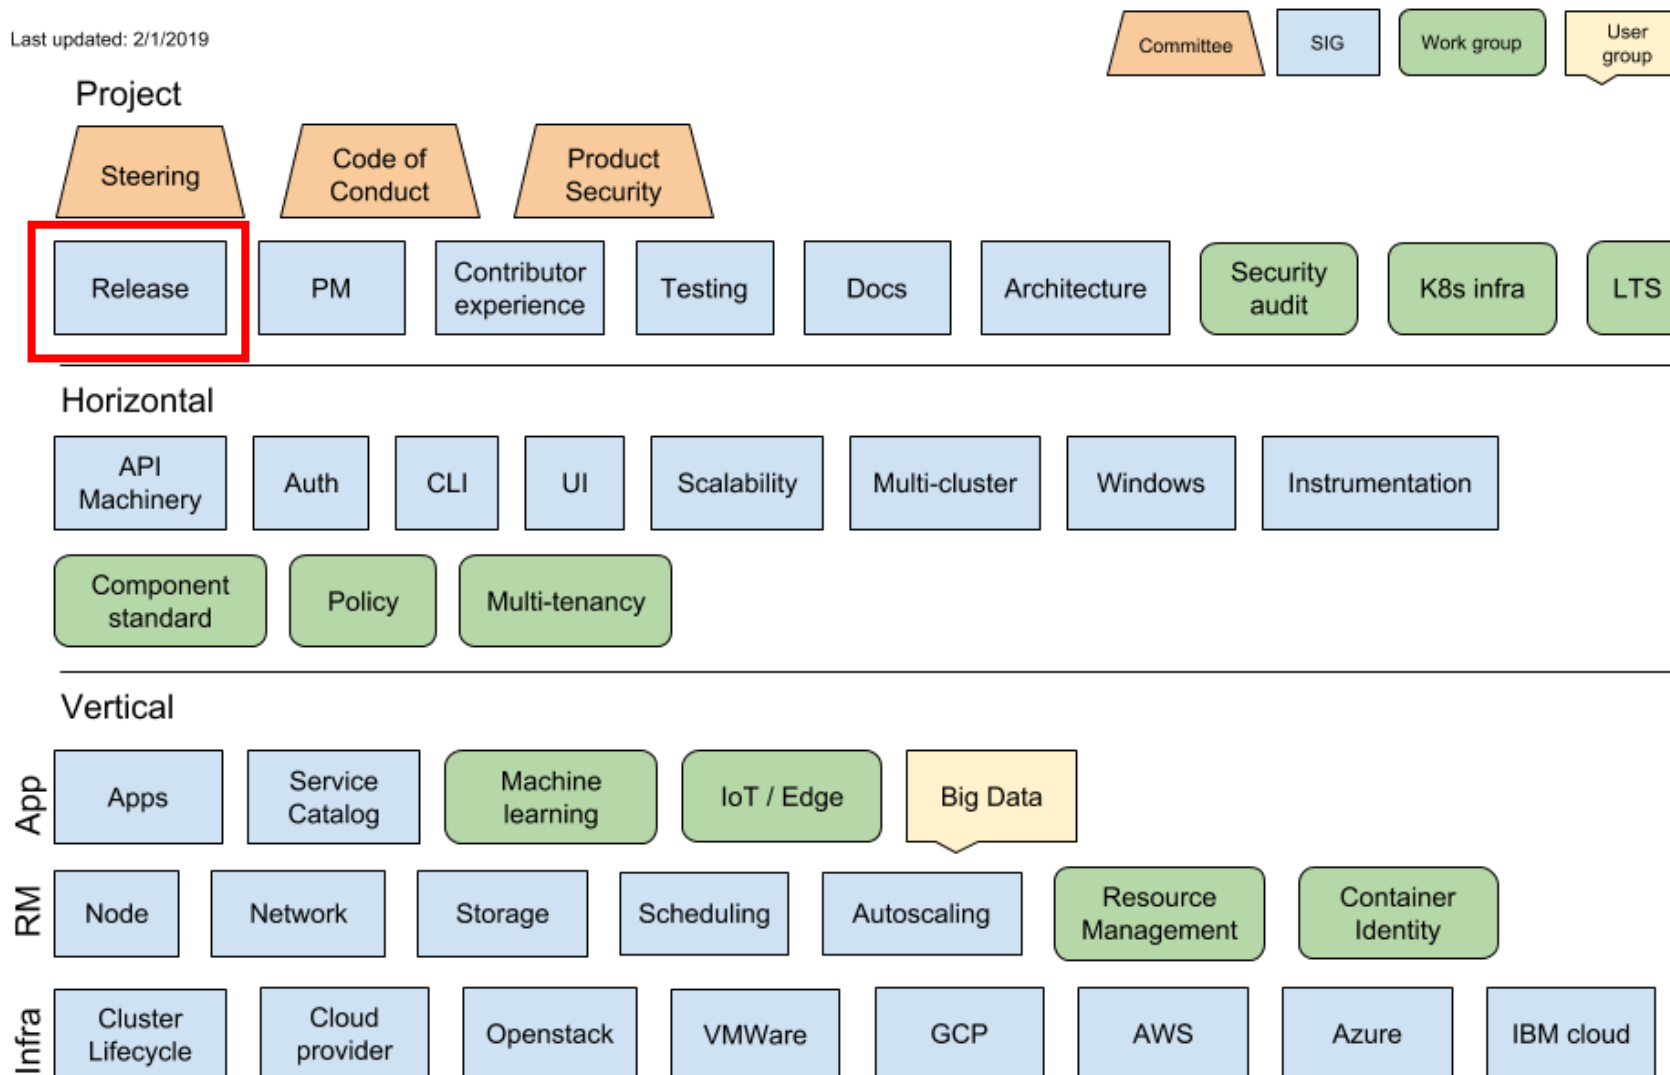 Last updated: 2/1/2019
Committee
SIG
Work group
User
group
Project
Steering
Code of
Conduct
Product
Security
Release
PM
Contributor
experience
Testing
Docs
Architecture
Security
audit
K8s infra
LTS
Horizontal
API
Machinery
Auth
CLI
UI
Scalability
Multi-cluster
Windows
Instrumentation
Component
standard
Policy
Multi-tenancy
Vertical
App
Apps
Service
Catalog
Machine
learning
IoT / Edge
Big Data
RM
Node
Network
Storage
Scheduling
Autoscaling
Resource
Management
Container
Identity
Infra
Cluster
Lifecycle
Cloud
provider
Openstack
VMWare
GCP
AWS
Azure
IBM cloud